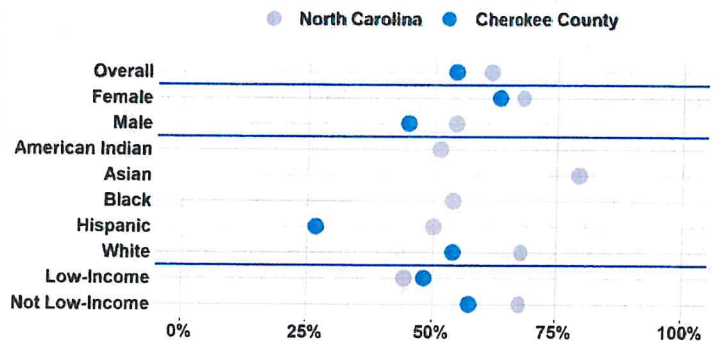 North Carolina Cherokee County
Overall
Female
Male
American Indian
Asian
Black
Hispanic
White
Low-Income
Not Low-Income
0% 25% 50% 75% 100%